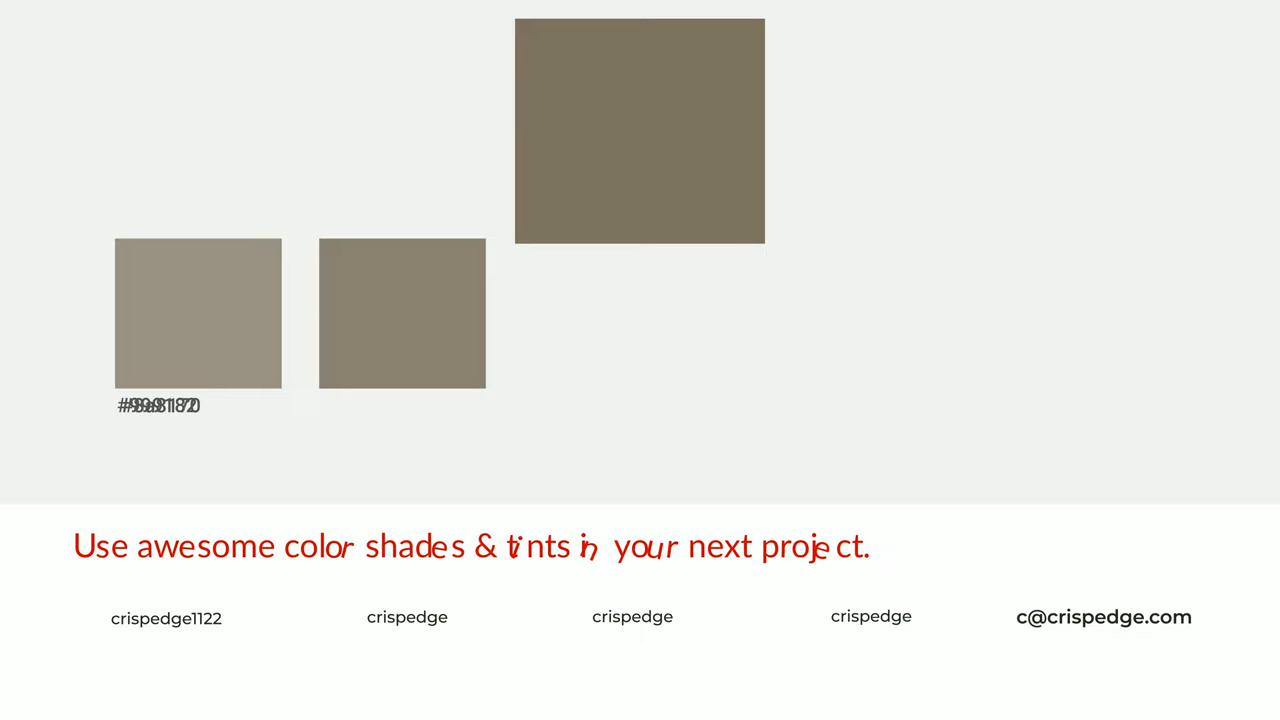 Use awesome color shades & tints in your next project.
crispedge1122 crispedge crispedge crispedge c@crispedge.com